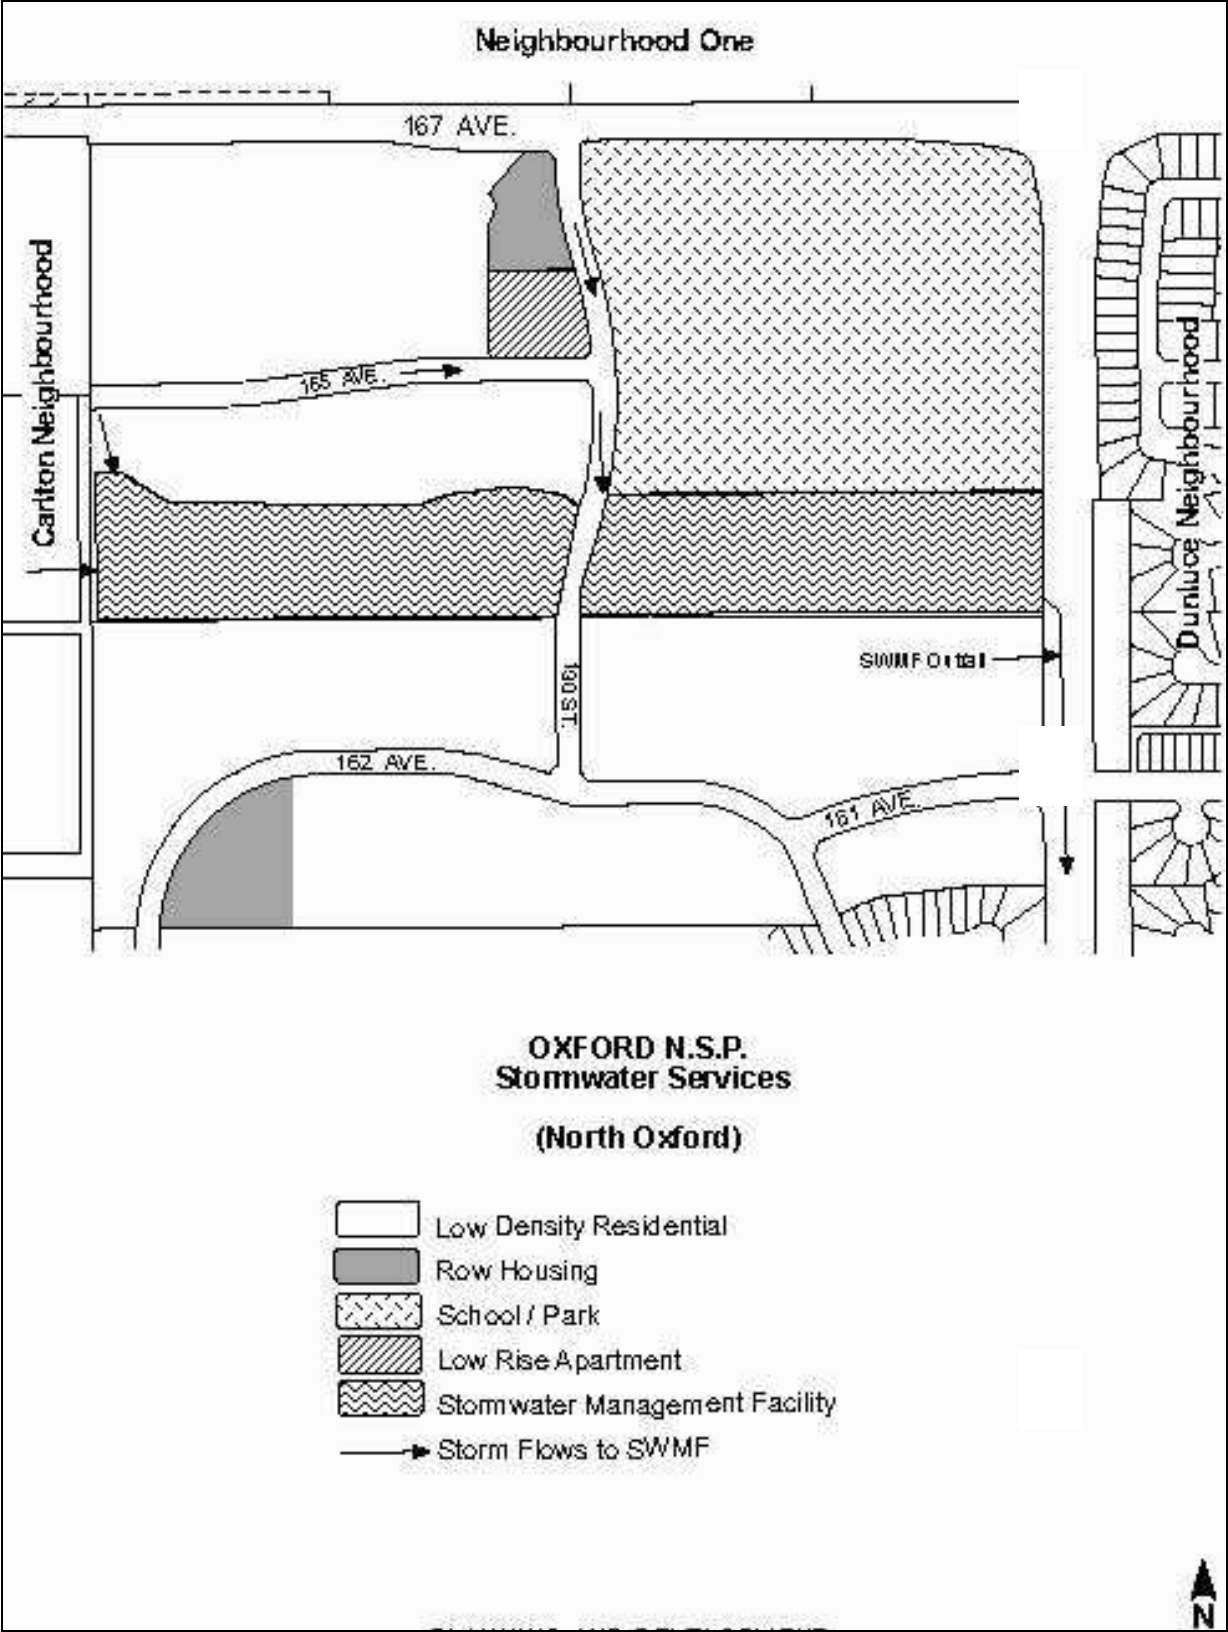 Neighbourhood One
167 AVE.
Carlton Neighbourhood
165 AVE.
Dunluce Neighbourhood
SWMF Outfall
ST.
162 AVE.
161 AVE.
OXFORD N.S.P.
Stormwater Services
(North Oxford)
Low Density Residential
Row Housing
School / Park
Low Rise Apartment
Stormwater Management Facility
Storm Flows to SWMF
N